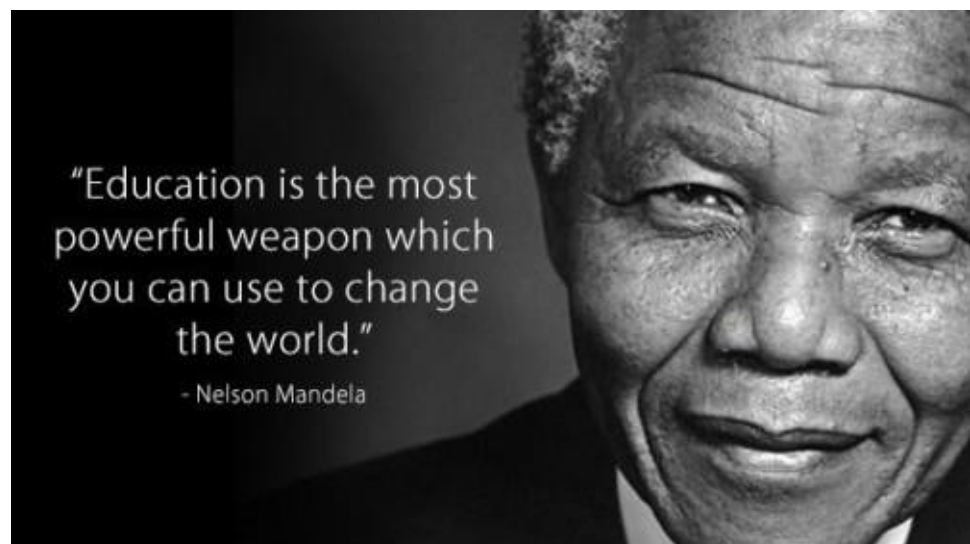 “Education is the most
powerful weapon which
you can use to change
the world.”
- Nelson Mandela